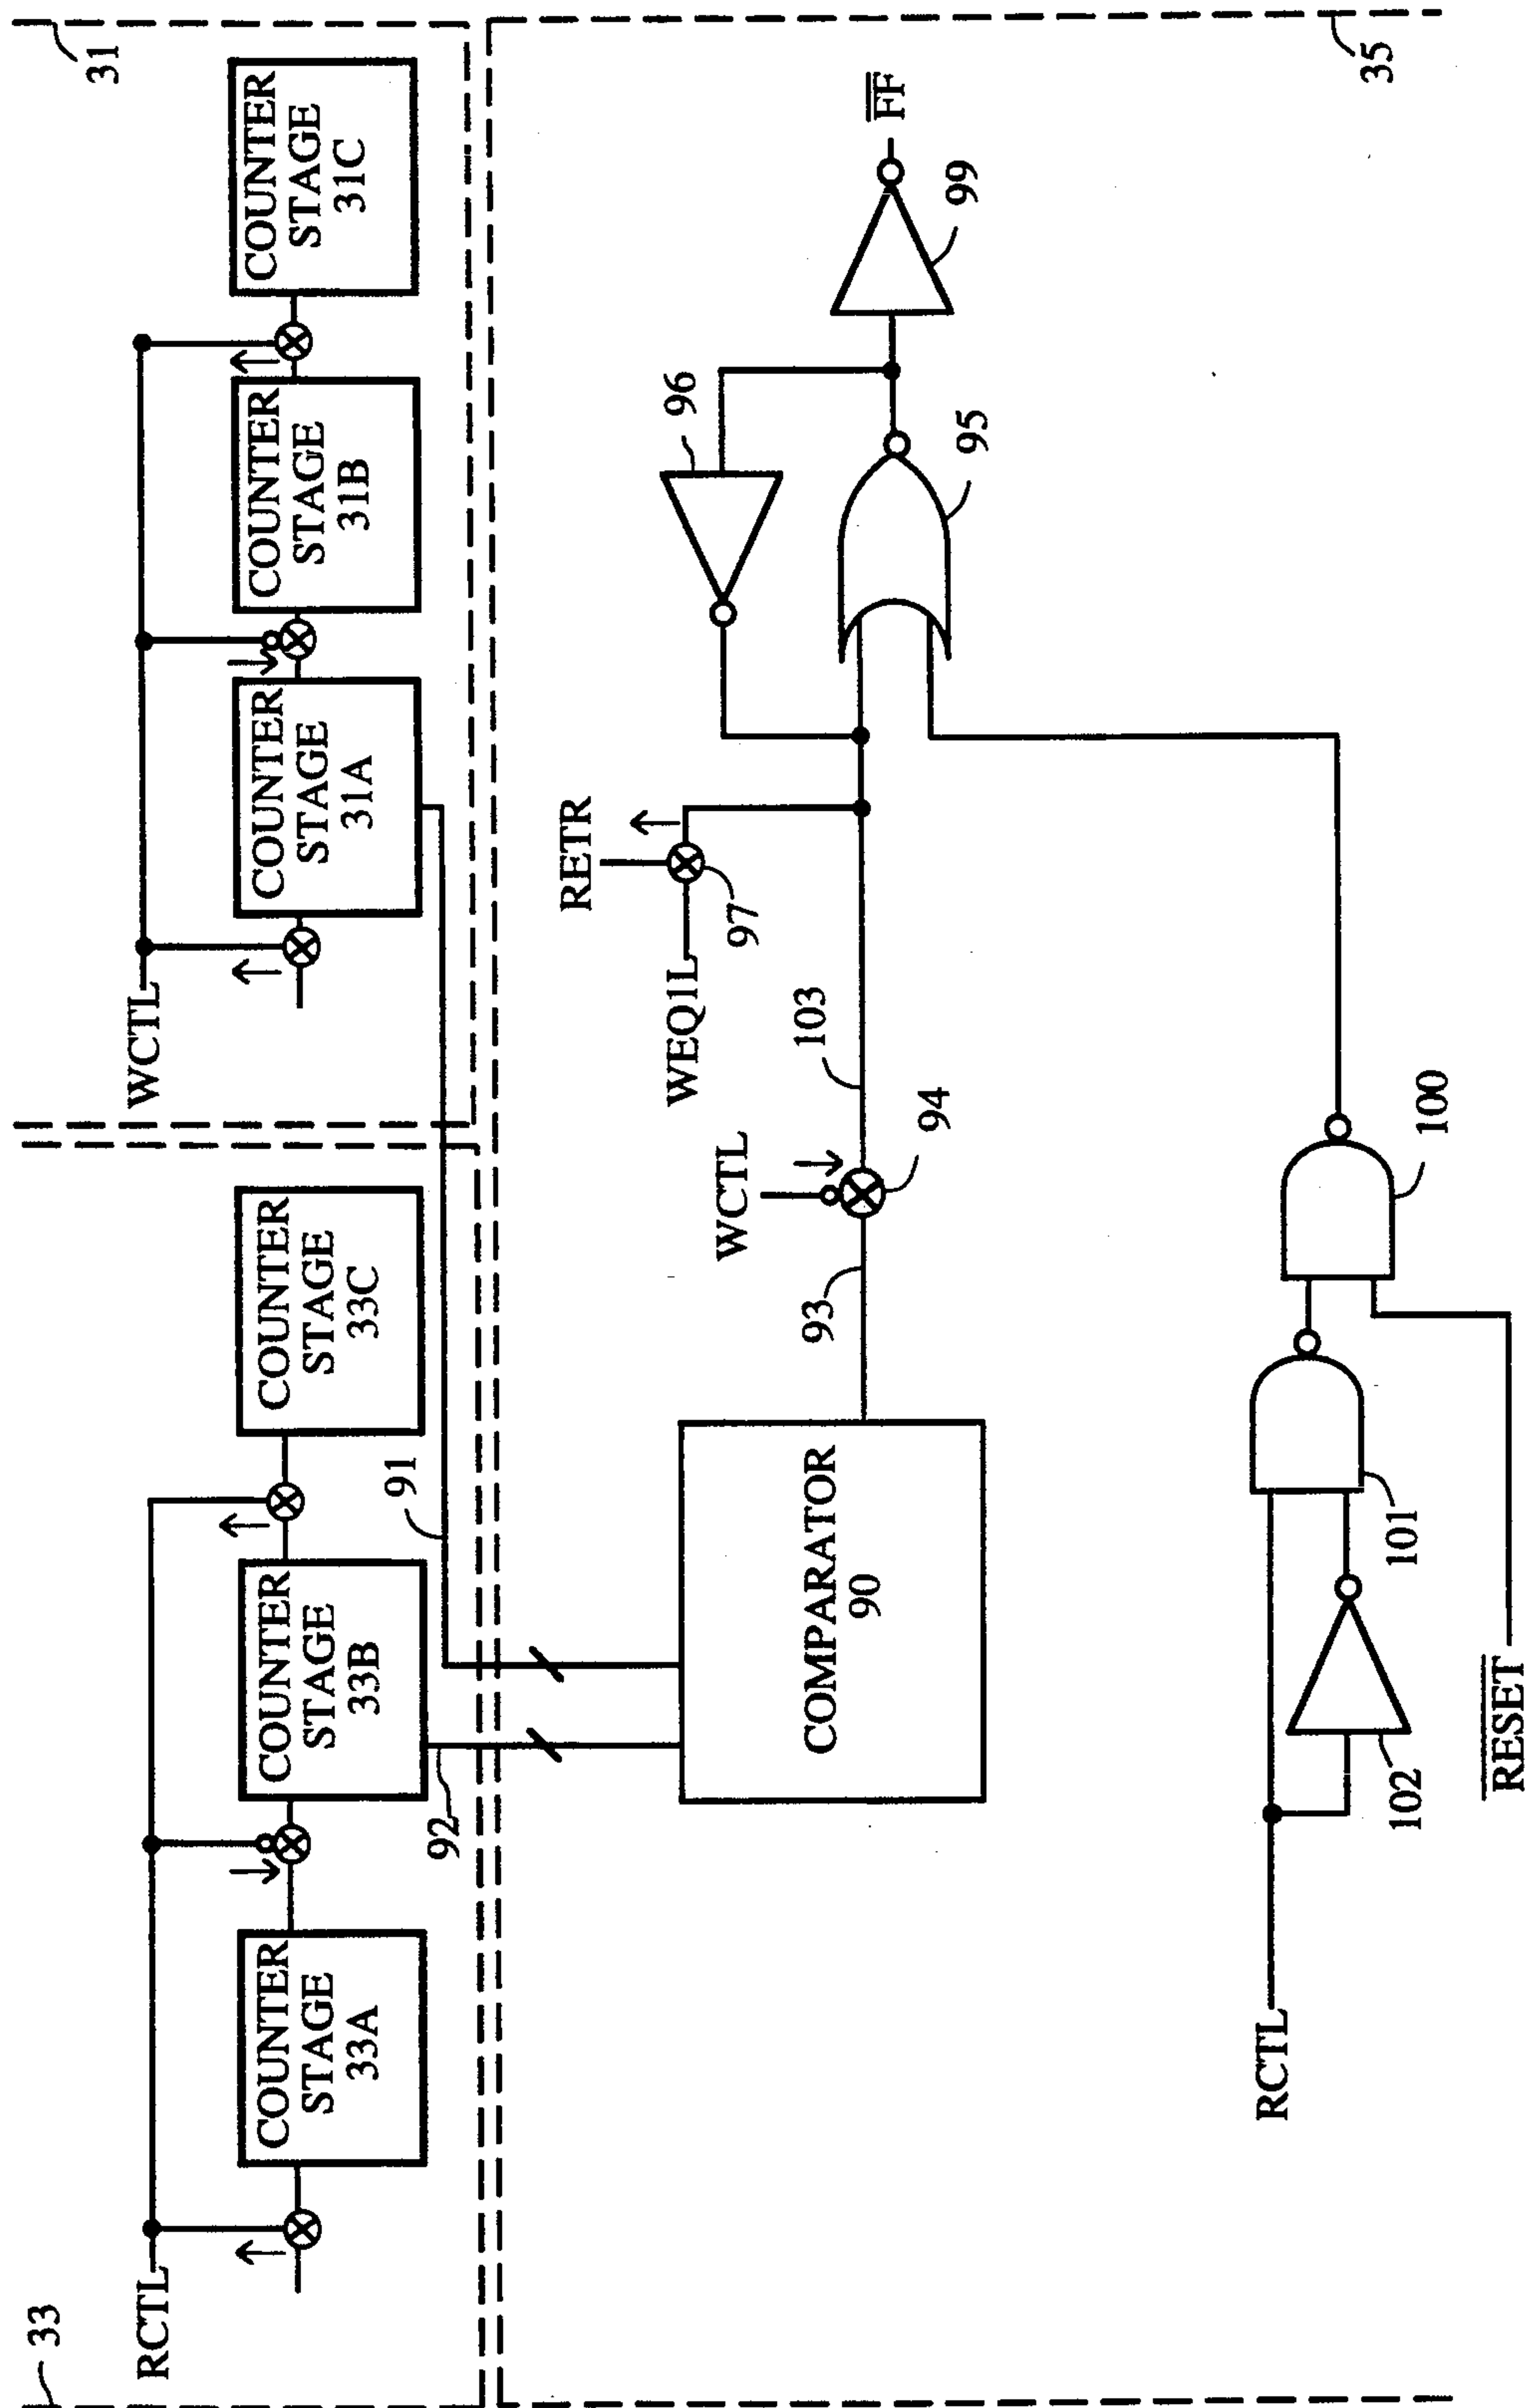 33
RCTL
COUNTER
STAGE
33A
COUNTER
STAGE
33B
COUNTER
STAGE
33C
92
91
WCTL
COUNTER
STAGE
31A
COUNTER
STAGE
31B
COUNTER
STAGE
31C
31
COMPARATOR
90
93
WCTL
94
103
WEQ1L
RETR
97
96
95
99
FF
RCTL
102
101
RESET
100
35